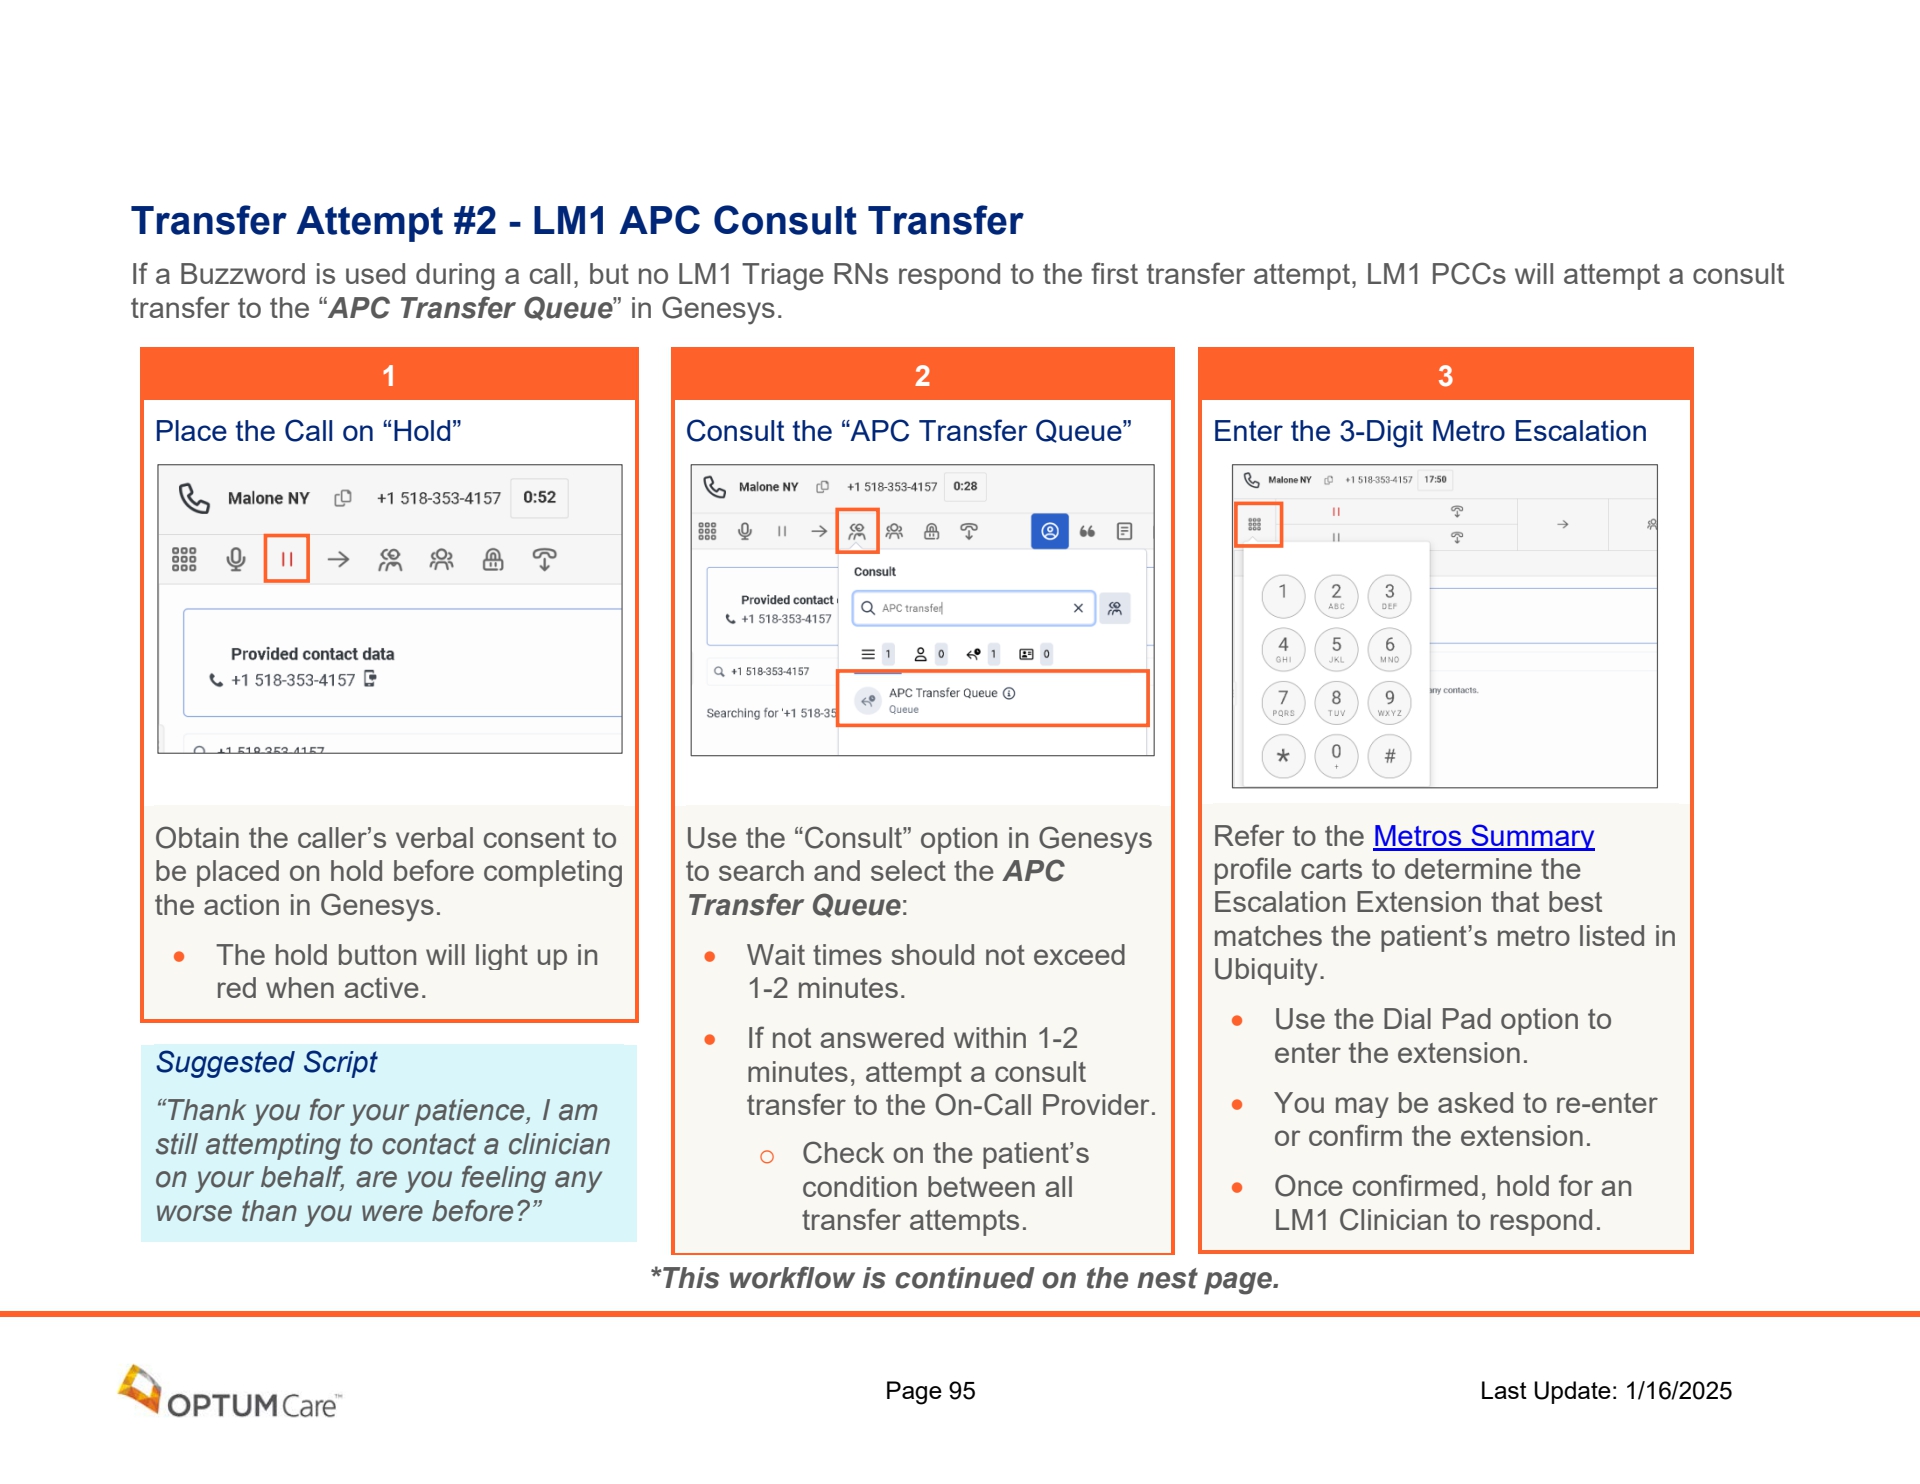 Transfer Attempt #2 - LM1 APC Consult Transfer
If a Buzzword is used during a call, but no LM1 Triage RNs respond to the first transfer attempt, LM1 PCCs will attempt a consult
transfer to the “APC Transfer Queue” in Genesys.
1
Place the Call on “Hold”
Malone NY +1 518-353-4157 0:52
Provided contact data
+1 518-353-4157
+1 518-353-4157
Obtain the caller’s verbal consent to
be placed on hold before completing
the action in Genesys.
• The hold button will light up in
red when active.
Suggested Script
“Thank you for your patience, I am
still attempting to contact a clinician
on your behalf, are you feeling any
worse than you were before?”
2
Consult the “APC Transfer Queue”
Malone NY +1 518-353-4157 0:28
Consult
Provided contact
APC transfer
+1 518-353-4157
1 0 1 0
+1 518-353-4157
APC Transfer Queue
Queue
Searching for '+1 518-35
Use the “Consult” option in Genesys
to search and select the APC
Transfer Queue:
• Wait times should not exceed
1-2 minutes.
• If not answered within 1-2
minutes, attempt a consult
transfer to the On-Call Provider.
o Check on the patient’s
condition between all
transfer attempts.
3
Enter the 3-Digit Metro Escalation
Malone NY +1 518-353-4157 17:50
1 2 3
ABC DEF
4 5 6
GHI JKL MNO
7 8 9
PQRS TUV WXYZ
* 0 #
+
any contacts.
Refer to the Metros Summary
profile carts to determine the
Escalation Extension that best
matches the patient’s metro listed in
Ubiquity.
• Use the Dial Pad option to
enter the extension.
• You may be asked to re-enter
or confirm the extension.
• Once confirmed, hold for an
LM1 Clinician to respond.
*This workflow is continued on the nest page.
OPTUMCare™
Page 95
Last Update: 1/16/2025